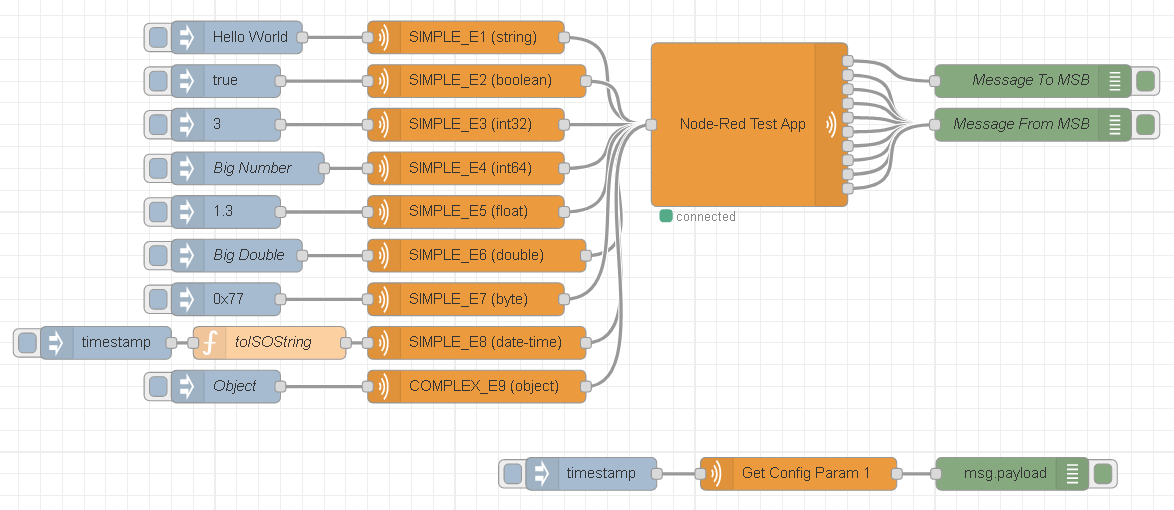 Hello World
SIMPLE_E1 (string)
true
SIMPLE_E2 (boolean)
Message To MSB
3
SIMPLE_E3 (int32)
Node-Red Test App
Message From MSB
Big Number
SIMPLE_E4 (int64)
1.3
SIMPLE_E5 (float)
connected
Big Double
SIMPLE_E6 (double)
0x77
SIMPLE_E7 (byte)
timestamp
toISOString
SIMPLE_E8 (date-time)
Object
COMPLEX_E9 (object)
timestamp
Get Config Param 1
msg.payload